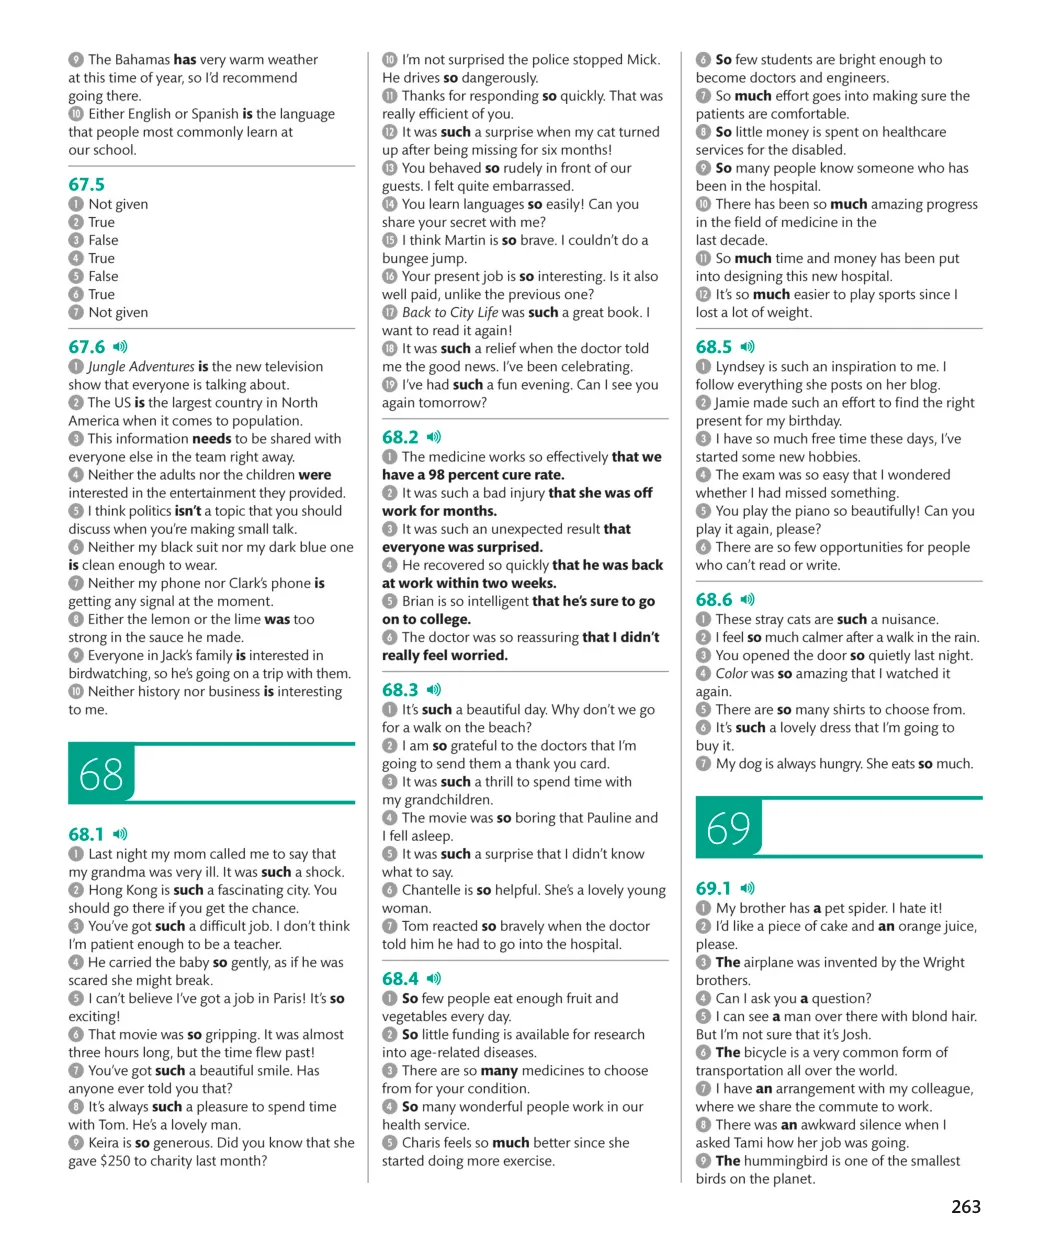 9 The Bahamas has very warm weather
at this time of year, so I'd recommend
going there.
10 Either English or Spanish is the language
that people most commonly learn at
our school.
67.5
1 Not given
2 True
3 False
4 True
5 False
6 True
7 Not given
67.6
1 Jungle Adventures is the new television
show that everyone is talking about.
2 The US is the largest country in North
America when it comes to population.
3 This information needs to be shared with
everyone else in the team right away.
4 Neither the adults nor the children were
interested in the entertainment they provided.
5 I think politics isn't a topic that you should
discuss when you're making small talk.
6 Neither my black suit nor my dark blue one
is clean enough to wear.
7 Neither my phone nor Clark's phone is
getting any signal at the moment.
8 Either the lemon or the lime was too
strong in the sauce he made.
9 Everyone in Jack's family is interested in
birdwatching, so he's going on a trip with them.
10 Neither history nor business is interesting
to me.
68
68.1
1 Last night my mom called me to say that
my grandma was very ill. It was such a shock.
2 Hong Kong is such a fascinating city. You
should go there if you get the chance.
3 You've got such a difficult job. I don't think
I'm patient enough to be a teacher.
4 He carried the baby so gently, as if he was
scared she might break.
5 I can't believe I've got a job in Paris! It's so
exciting!
6 That movie was so gripping. It was almost
three hours long, but the time flew past!
7 You've got such a beautiful smile. Has
anyone ever told you that?
8 It's always such a pleasure to spend time
with Tom. He's a lovely man.
9 Keira is so generous. Did you know that she
gave $250 to charity last month?
10 I'm not surprised the police stopped Mick.
He drives so dangerously.
11 Thanks for responding so quickly. That was
really efficient of you.
12 It was such a surprise when my cat turned
up after being missing for six months!
13 You behaved so rudely in front of our
guests. I felt quite embarrassed.
14 You learn languages so easily! Can you
share your secret with me?
15 I think Martin is so brave. I couldn't do a
bungee jump.
16 Your present job is so interesting. Is it also
well paid, unlike the previous one?
17 Back to City Life was such a great book. I
want to read it again!
18 It was such a relief when the doctor told
me the good news. I've been celebrating.
19 I've had such a fun evening. Can I see you
again tomorrow?
68.2
1 The medicine works so effectively that we
have a 98 percent cure rate.
2 It was such a bad injury that she was off
work for months.
3 It was such an unexpected result that
everyone was surprised.
4 He recovered so quickly that he was back
at work within two weeks.
5 Brian is so intelligent that he's sure to go
on to college.
6 The doctor was so reassuring that I didn't
really feel worried.
68.3
1 It's such a beautiful day. Why don't we go
for a walk on the beach?
2 I am so grateful to the doctors that I'm
going to send them a thank you card.
3 It was such a thrill to spend time with
my grandchildren.
4 The movie was so boring that Pauline and
I fell asleep.
5 It was such a surprise that I didn't know
what to say.
6 Chantelle is so helpful. She's a lovely young
woman.
7 Tom reacted so bravely when the doctor
told him he had to go into the hospital.
68.4
1 So few people eat enough fruit and
vegetables every day.
2 So little funding is available for research
into age-related diseases.
3 There are so many medicines to choose
from for your condition.
4 So many wonderful people work in our
health service.
5 Charis feels so much better since she
started doing more exercise.
6 So few students are bright enough to
become doctors and engineers.
7 So much effort goes into making sure the
patients are comfortable.
8 So little money is spent on healthcare
services for the disabled.
9 So many people know someone who has
been in the hospital.
10 There has been so much amazing progress
in the field of medicine in the
last decade.
11 So much time and money has been put
into designing this new hospital.
12 It's so much easier to play sports since I
lost a lot of weight.
68.5
1 Lyndsey is such an inspiration to me. I
follow everything she posts on her blog.
2 Jamie made such an effort to find the right
present for my birthday.
3 I have so much free time these days, I've
started some new hobbies.
4 The exam was so easy that I wondered
whether I had missed something.
5 You play the piano so beautifully! Can you
play it again, please?
6 There are so few opportunities for people
who can't read or write.
68.6
1 These stray cats are such a nuisance.
2 I feel so much calmer after a walk in the rain.
3 You opened the door so quietly last night.
4 Color was so amazing that I watched it
again.
5 There are so many shirts to choose from.
6 It's such a lovely dress that I'm going to
buy it.
7 My dog is always hungry. She eats so much.
69
69.1
1 My brother has a pet spider. I hate it!
2 I'd like a piece of cake and an orange juice,
please.
3 The airplane was invented by the Wright
brothers.
4 Can I ask you a question?
5 I can see a man over there with blond hair.
But I'm not sure that it's Josh.
6 The bicycle is a very common form of
transportation all over the world.
7 I have an arrangement with my colleague,
where we share the commute to work.
8 There was an awkward silence when I
asked Tami how her job was going.
9 The hummingbird is one of the smallest
birds on the planet.
263